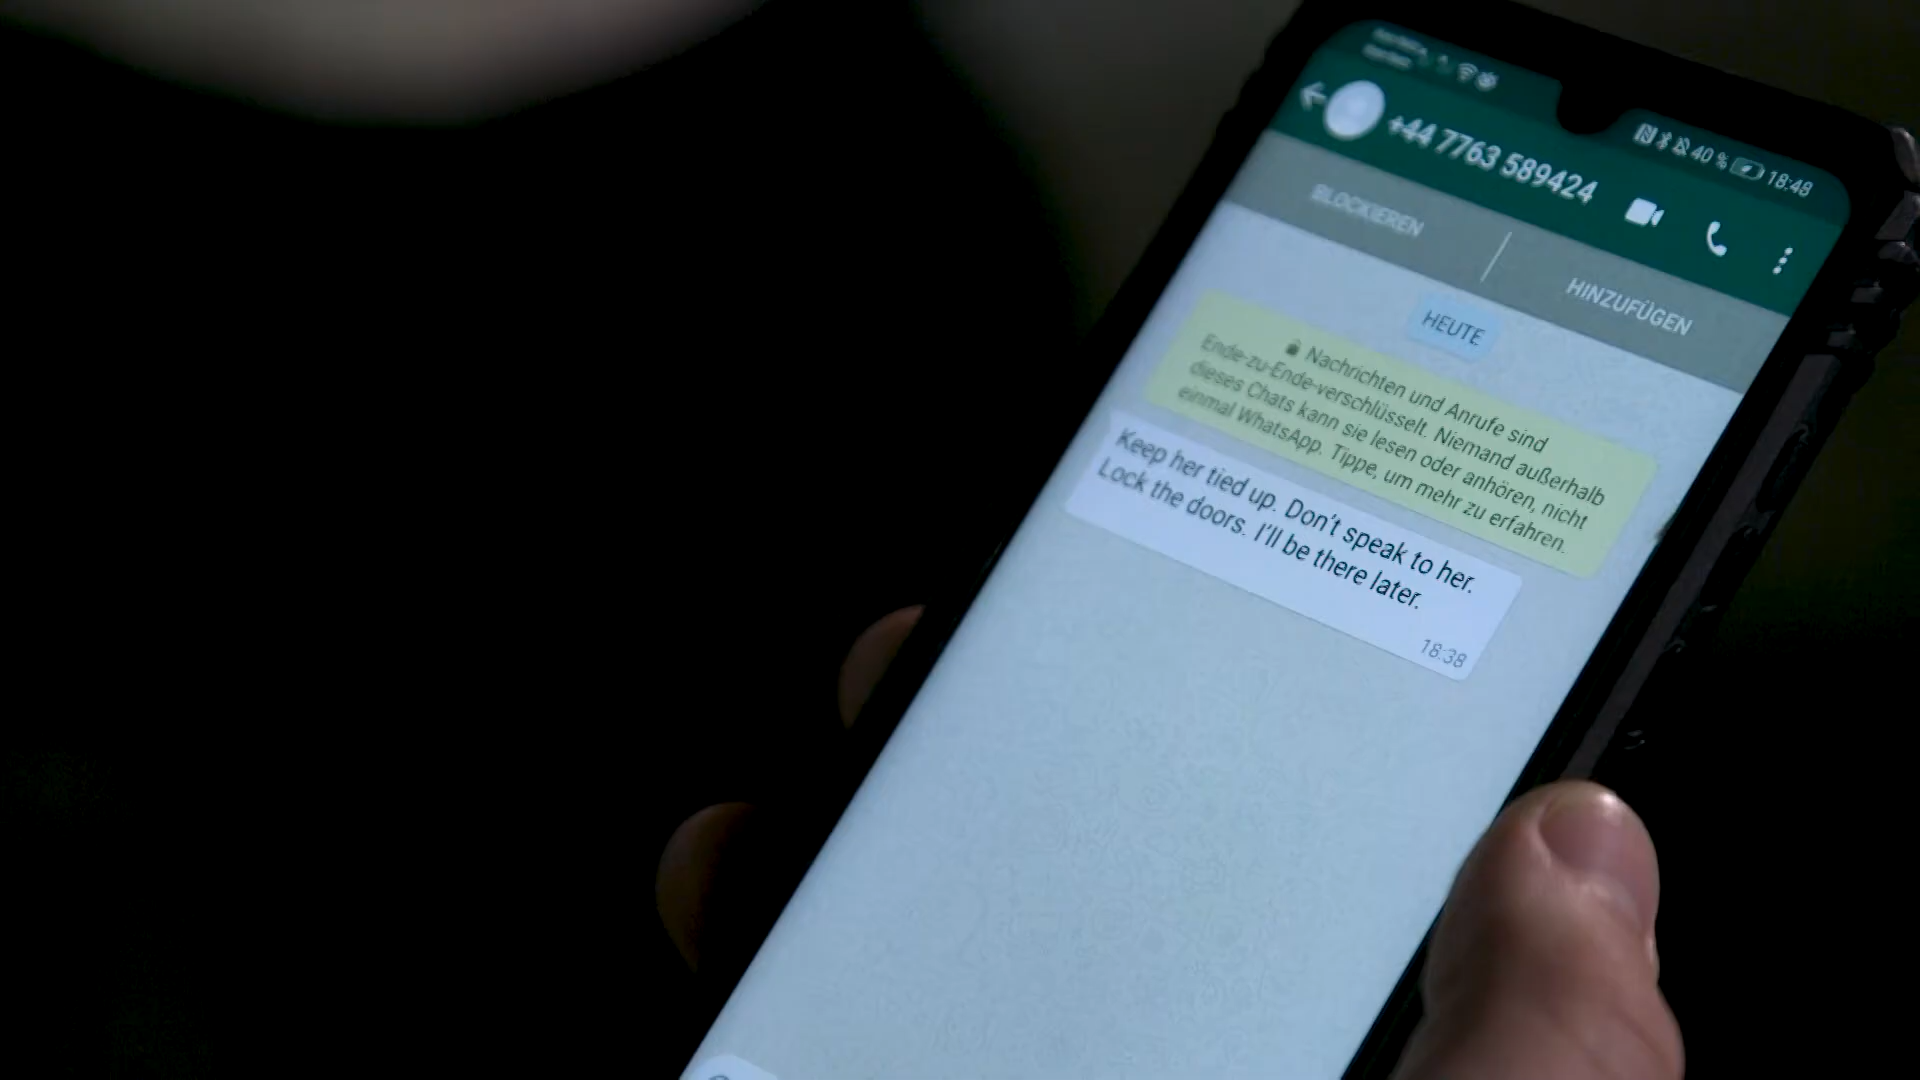 40 % 18:48
+44 7763 589424
BLOCKIEREN
HINZUFÜGEN
HEUTE
Nachrichten und Anrufe sind
Ende-zu-Ende-verschlüsselt. Niemand außerhalb
dieses Chats kann sie lesen oder anhören, nicht
einmal WhatsApp. Tippe, um mehr zu erfahren.
Keep her tied up. Don't speak to her.
Lock the doors. I'll be there later.
18:38